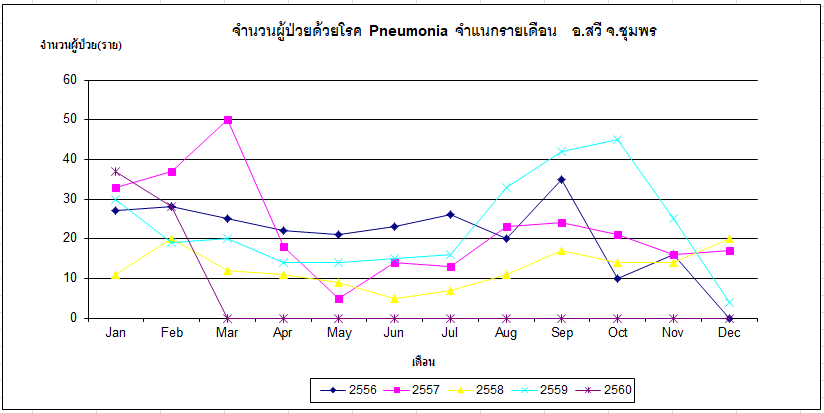 จำนวนผู้ป่วยด้วยโรค Pneumonia จำแนกรายเดือน อ.สวี จ.ชุมพร
จำนวนผู้ป่วย(ราย)
60
50
40
30
20
10
0
Jan Feb Mar Apr May Jun Jul Aug Sep Oct Nov Dec
เดือน
2556 2557 2558 2559 2560